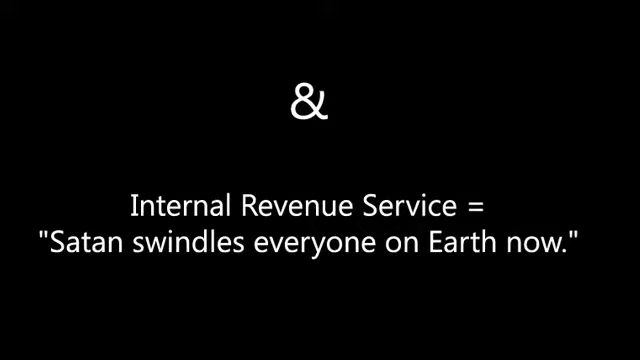 &
Internal Revenue Service =
"Satan swindles everyone on Earth now."